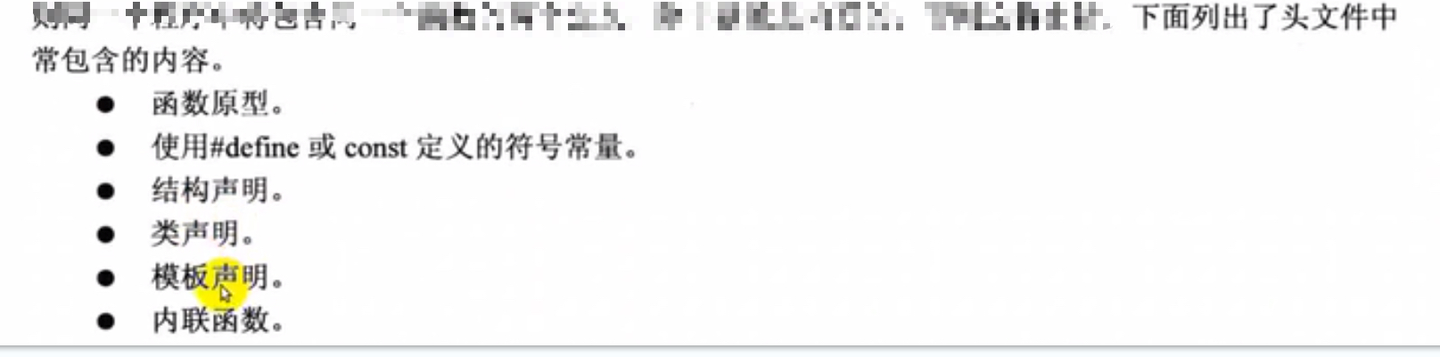 下面列出了头文件中
常包含的内容。
● 函数原型。
● 使用#define 或 const 定义的符号常量。
● 结构声明。
● 类声明。
● 模板声明。
● 内联函数。